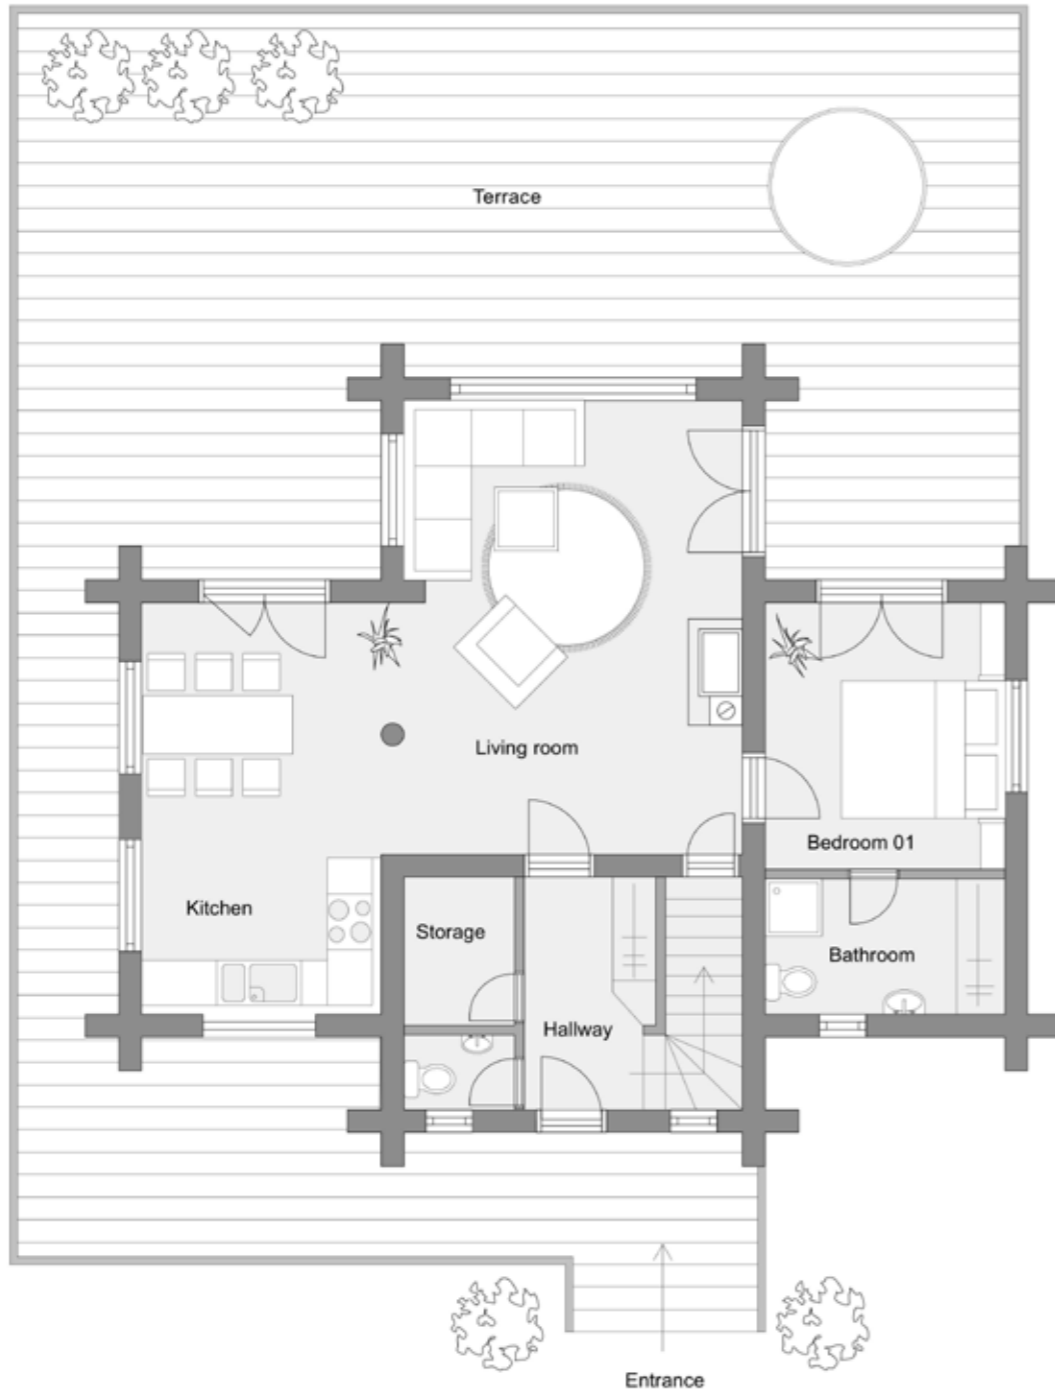 Terrace
Living room
Bedroom 01
Kitchen
Storage
Bathroom
Hallway
Entrance